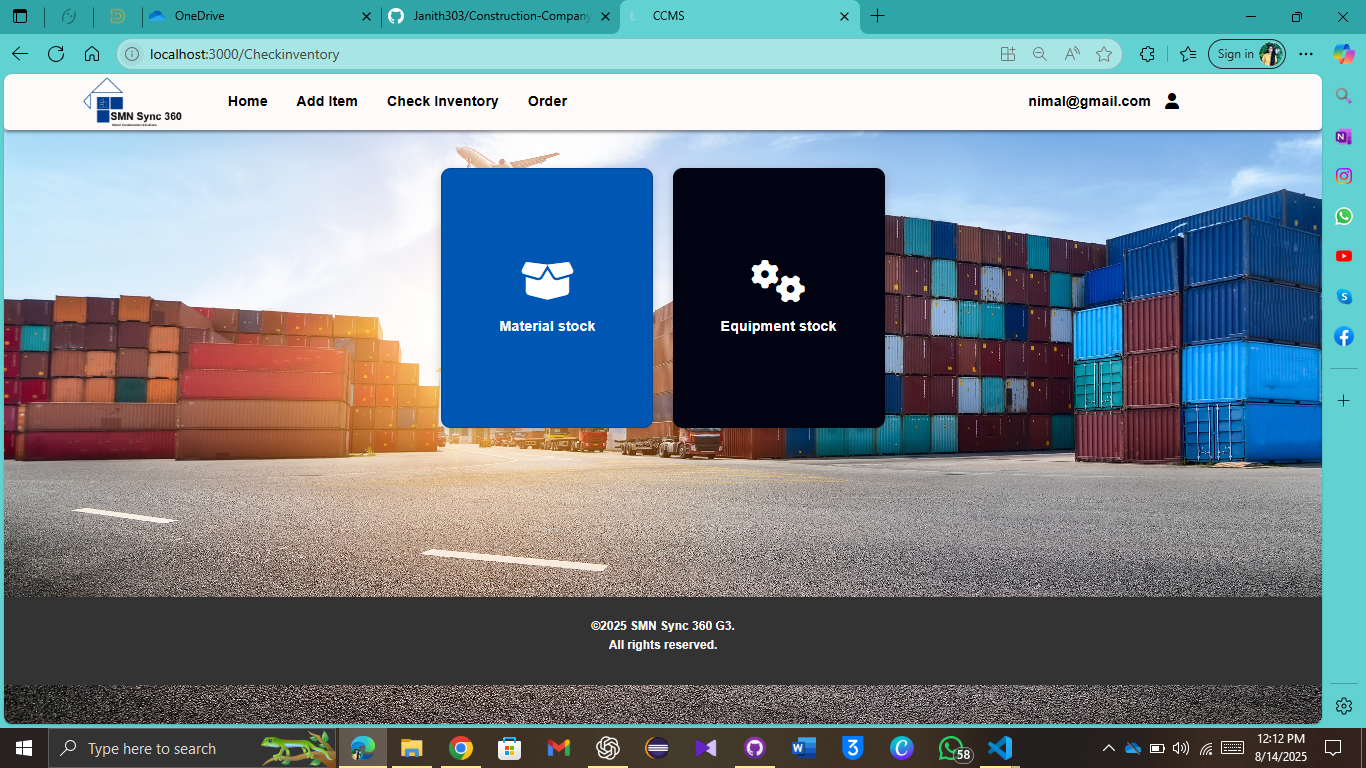 OneDrive
Janith303/Construction-Company
CCMS
localhost:3000/Checkinventory
Sign in
SMN Sync 360
Home
Add Item
Check Inventory
Order
nimal@gmail.com
Material stock
Equipment stock
©2025 SMN Sync 360 G3.
All rights reserved.
Type here to search
58
12:12 PM
8/14/2025